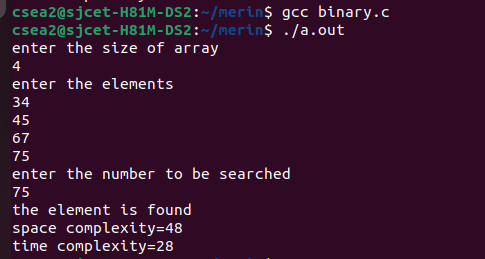 csea2@sjcet-H81M-DS2:~/merin$ gcc binary.c
csea2@sjcet-H81M-DS2:~/merin$ ./a.out
enter the size of array
4
enter the elements
34
45
67
75
enter the number to be searched
75
the element is found
space complexity=48
time complexity=28